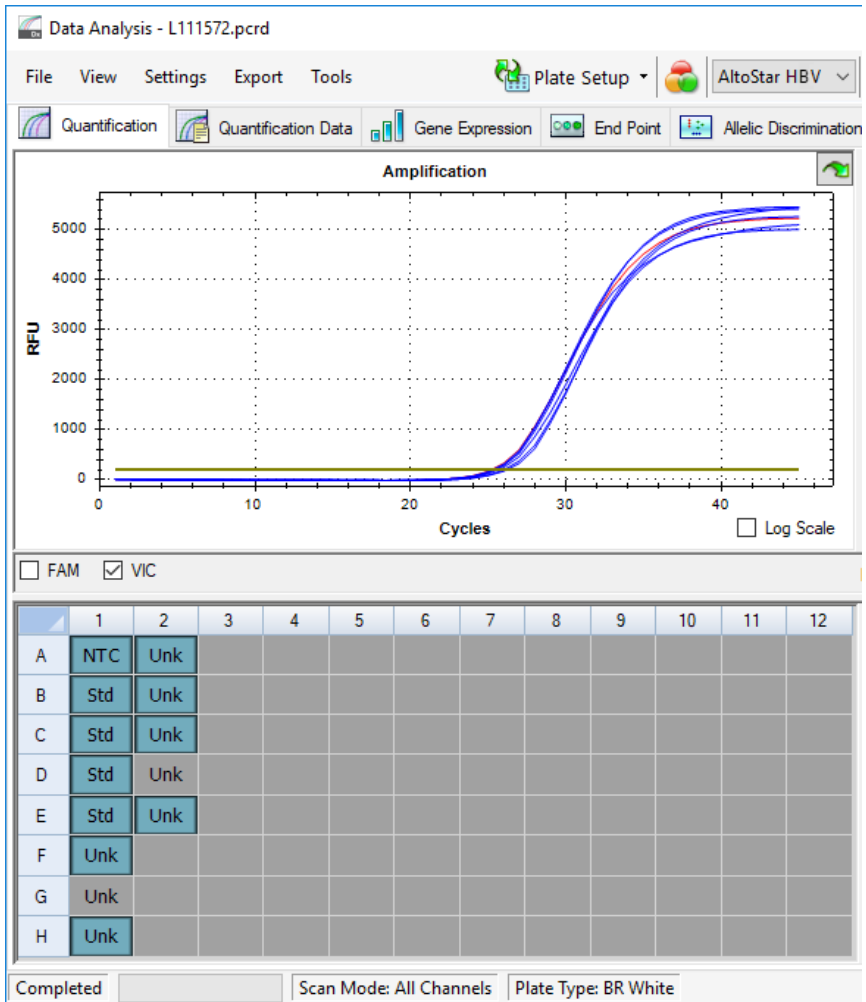 Data Analysis - L111572.pcrd
File View Settings Export Tools Plate Setup AltoStar HBV
Quantification Quantification Data Gene Expression End Point Allelic Discrimination
Amplification
5000
4000
3000
2000
1000
0
RFU
0 10 20 30 40
Cycles
Log Scale
FAM VIC
1 2 3 4 5 6 7 8 9 10 11 12
A NTC Unk
B Std Unk
C Std Unk
D Std Unk
E Std Unk
F Unk
G Unk
H Unk
Completed Scan Mode: All Channels Plate Type: BR White